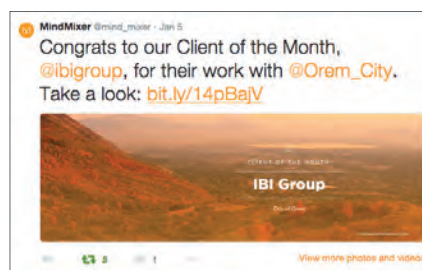 MindMixer @mind_mixer · Jan 5
Congrats to our Client of the Month,
@ibigroup, for their work with @Orem_City.
Take a look: bit.ly/14pBajV
CLIENT OF THE MONTH
IBI Group
View more photos and videos